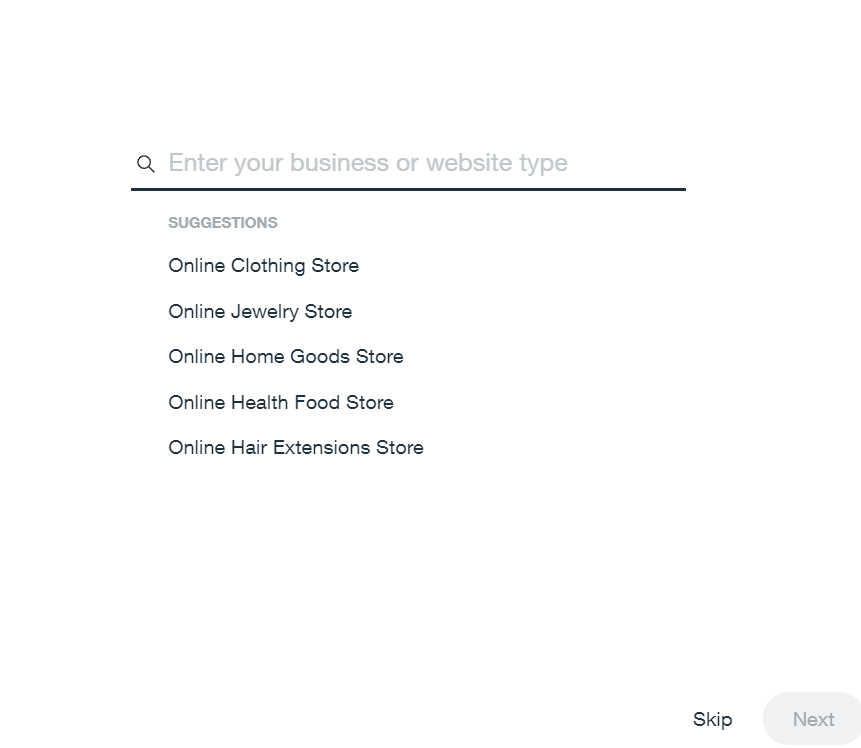 Enter your business or website type
SUGGESTIONS
Online Clothing Store
Online Jewelry Store
Online Home Goods Store
Online Health Food Store
Online Hair Extensions Store
Skip
Next